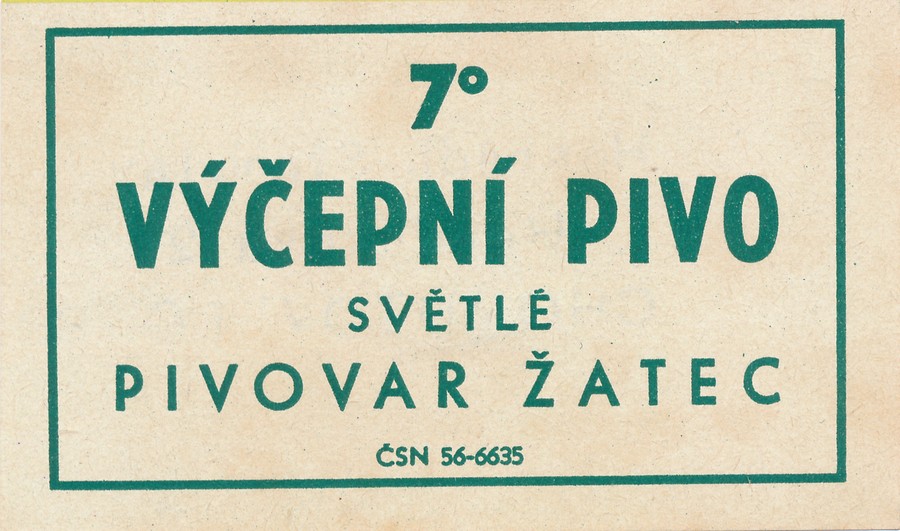 7°
VÝČEPNÍ PIVO
SVĚTLÉ
PIVOVAR ŽATEC
ČSN 56-6635